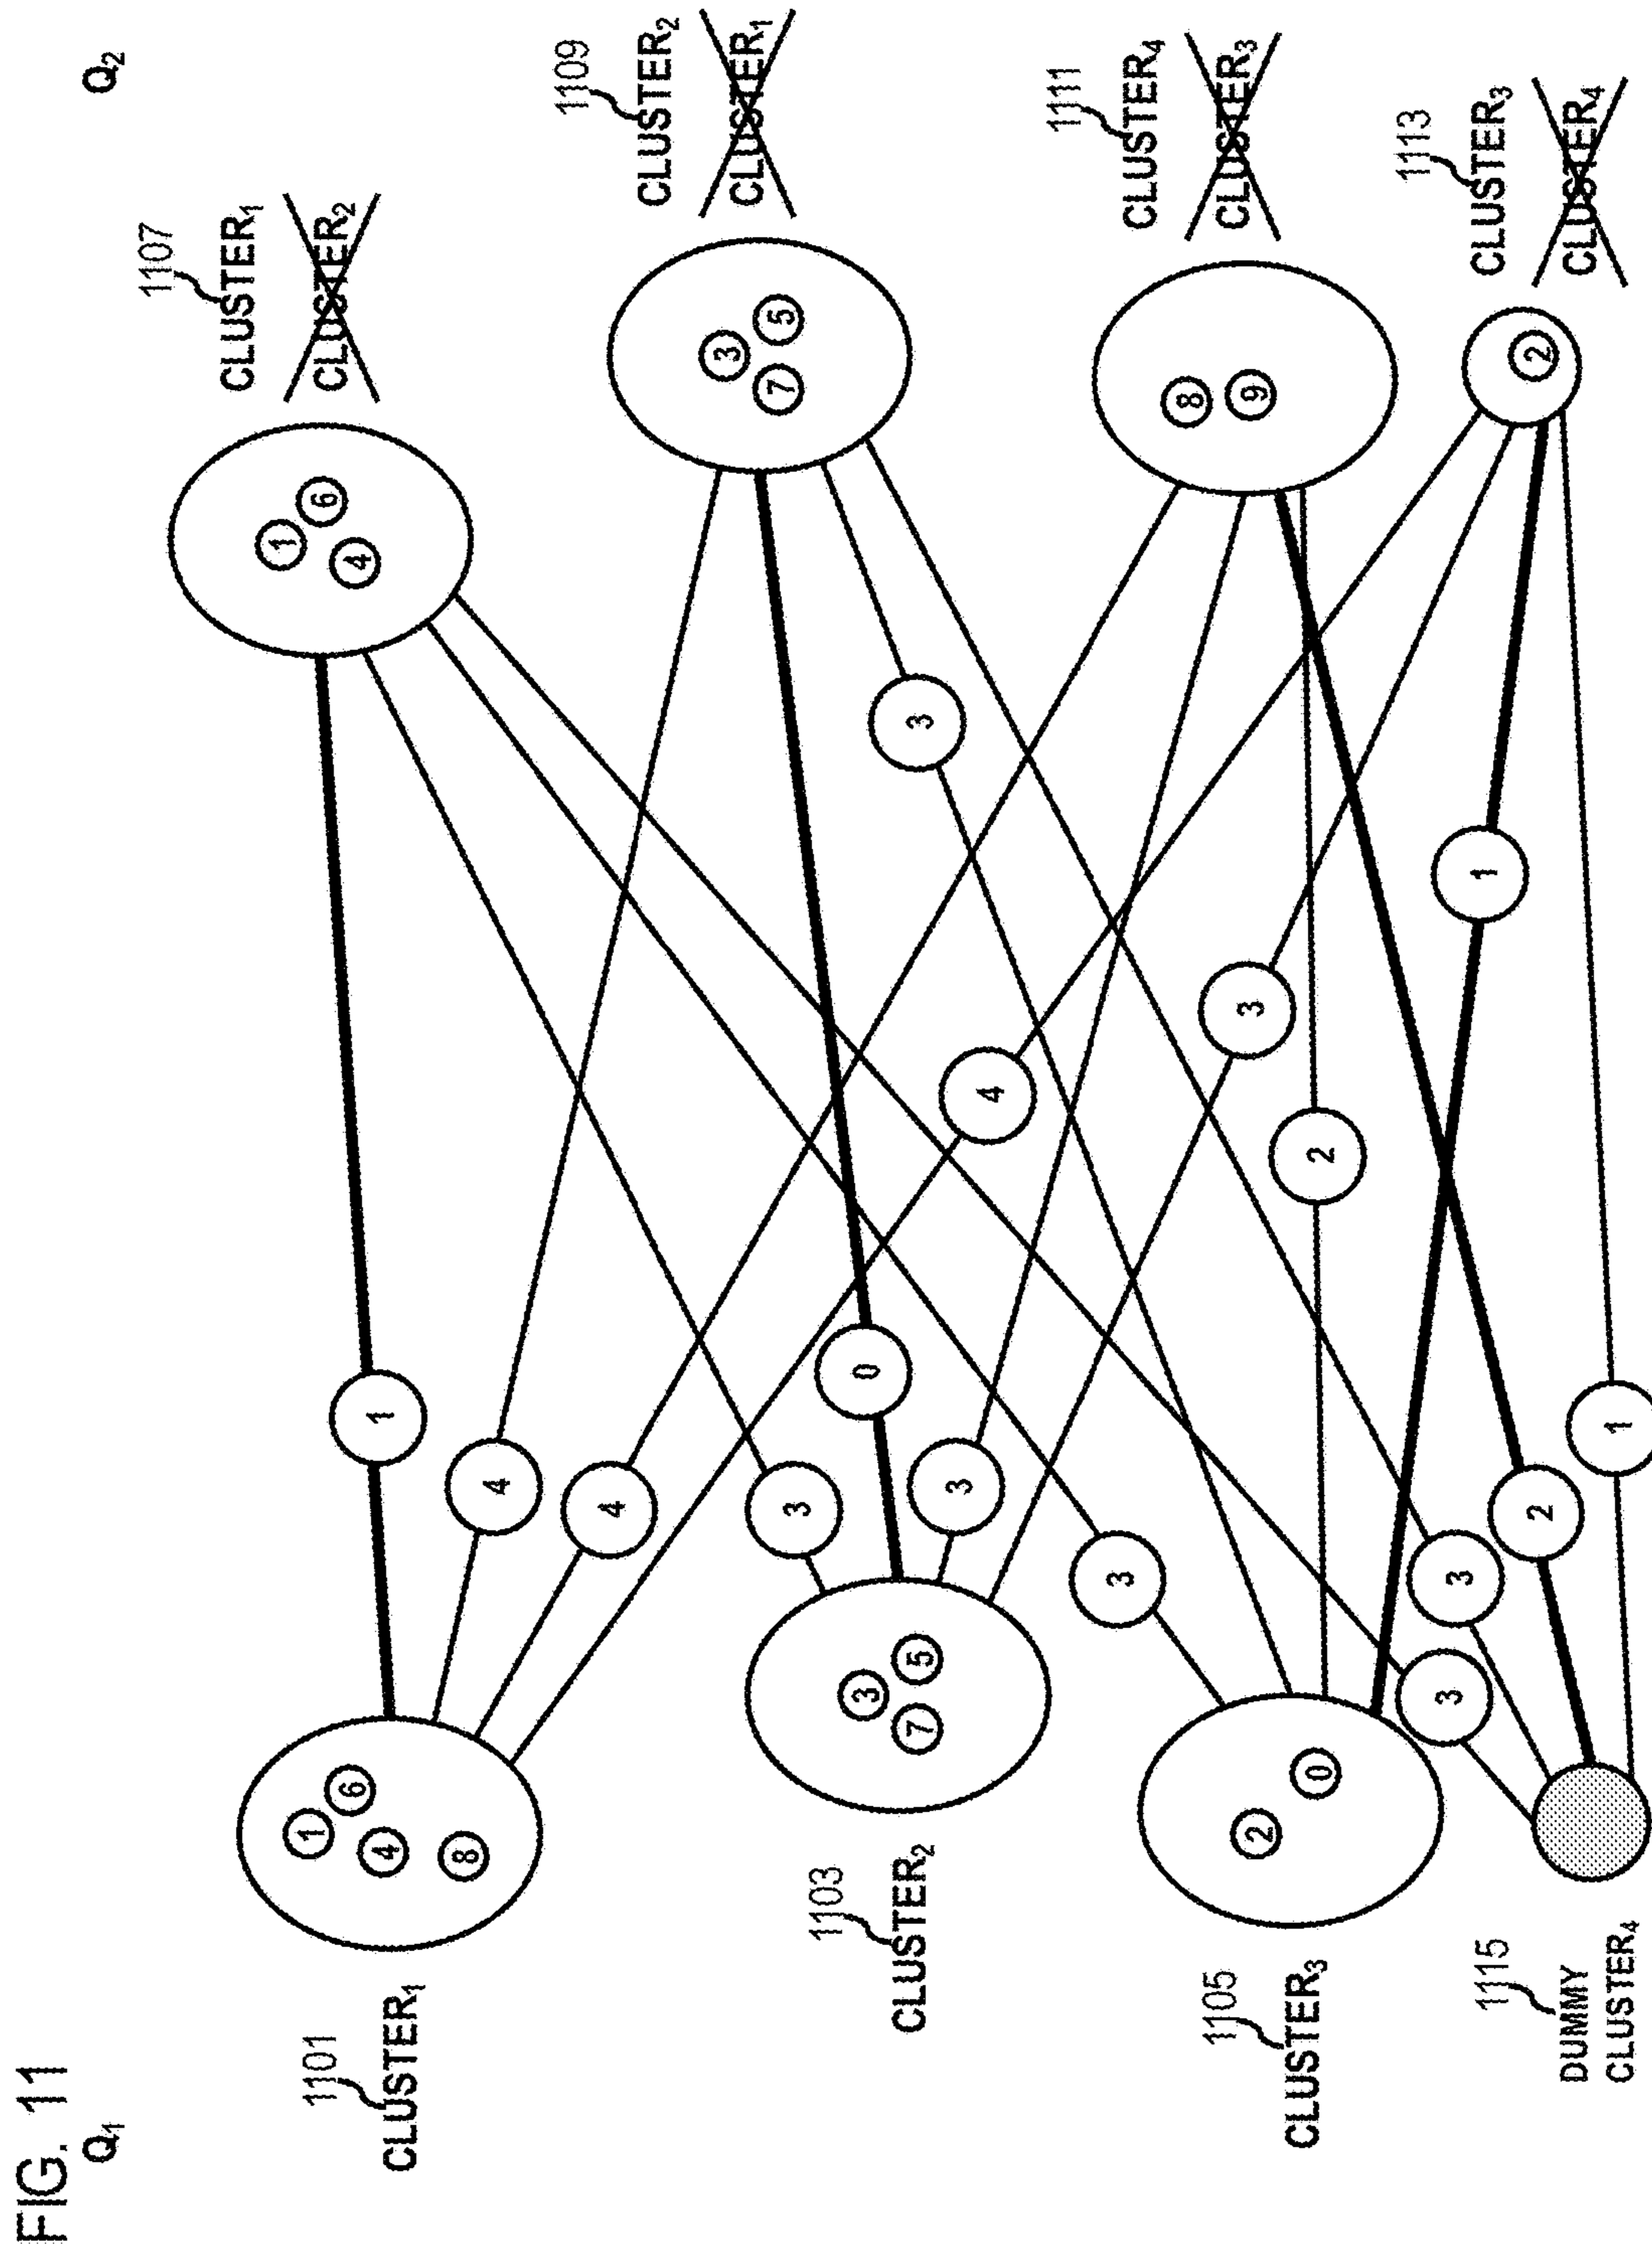 FIG. 11
Q1
Q2
1101
CLUSTER1
1
6
4
8
1103
CLUSTER2
3
5
7
1105
CLUSTER3
2
0
1115
DUMMY
CLUSTER4
1
4
4
4
3
0
3
3
3
3
2
1
3
3
2
1
1107
CLUSTER1
CLUSTER2
1
6
4
1109
CLUSTER2
CLUSTER1
3
5
7
1111
CLUSTER4
CLUSTER3
8
9
1113
CLUSTER3
CLUSTER4
2